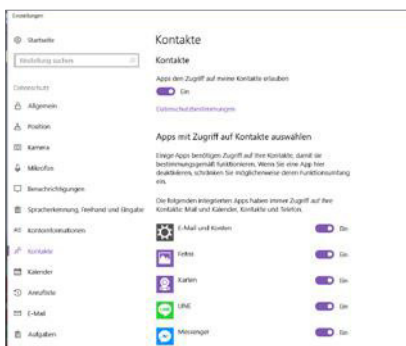 Einstellungen
Startseite
Einstellung suchen
Datenschutz
Allgemein
Position
Kamera
Mikrofon
Benachrichtigungen
Spracherkennung, Freihand und Eingabe
Kontoinformationen
Kontakte
Kalender
Anrufliste
E-Mail
Aufgaben
Kontakte
Kontakte
Apps den Zugriff auf meine Kontakte erlauben
Ein
Datenschutzbestimmungen
Apps mit Zugriff auf Kontakte auswählen
Einige Apps benötigen Zugriff auf Ihre Kontakte, damit sie
bestimmungsgemäß funktionieren. Wenn Sie eine App hier
deaktivieren, schränken Sie möglicherweise deren Funktionsumfang
ein.
Die folgenden integrierten Apps haben immer Zugriff auf Ihre
Kontakte: Mail und Kalender, Kontakte und Telefon.
E-Mail und Konten Ein
Fotos Ein
Karten Ein
LINE Ein
Messenger Ein